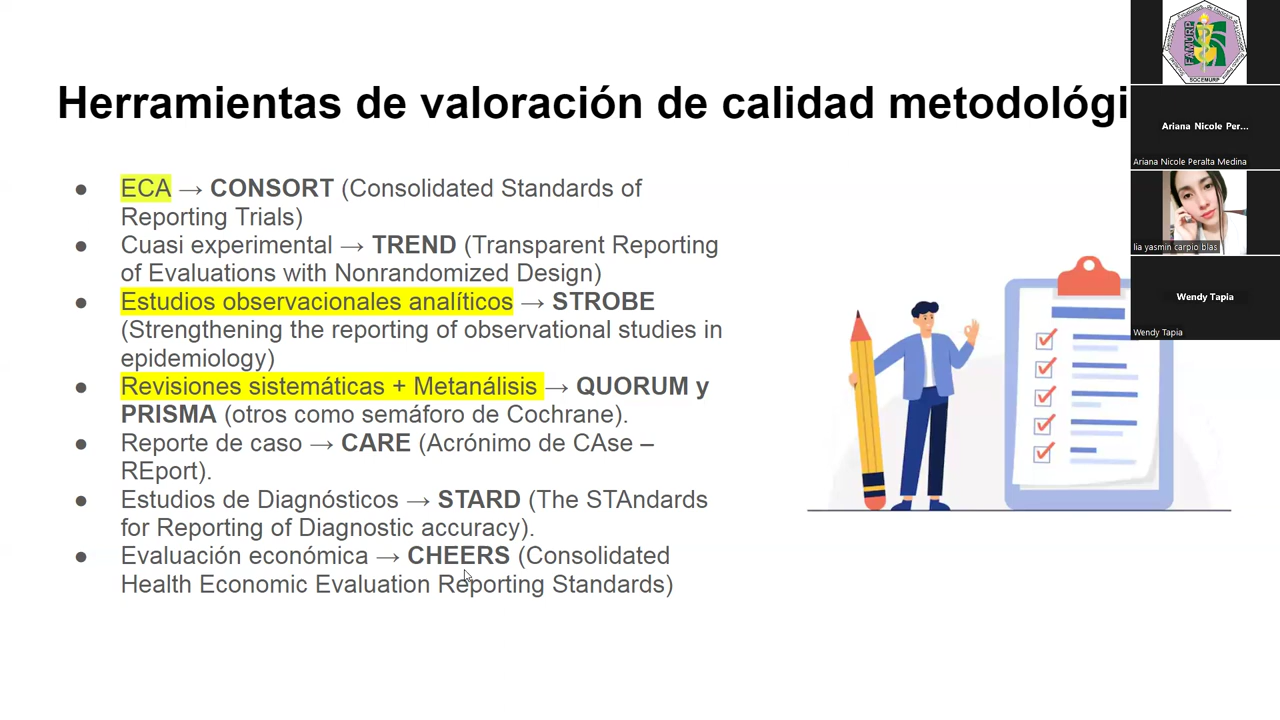 Herramientas de valoración de calidad metodológi
● ECA → CONSORT (Consolidated Standards of
Reporting Trials)
● Cuasi experimental → TREND (Transparent Reporting
of Evaluations with Nonrandomized Design)
● Estudios observacionales analíticos → STROBE
(Strengthening the reporting of observational studies in
epidemiology)
● Revisiones sistemáticas + Metanálisis → QUORUM y
PRISMA (otros como semáforo de Cochrane).
● Reporte de caso → CARE (Acrónimo de CAse –
REport).
● Estudios de Diagnósticos → STARD (The STAndards
for Reporting of Diagnostic accuracy).
● Evaluación económica → CHEERS (Consolidated
Health Economic Evaluation Reporting Standards)
FAMURP
SOCEMURP
Ariana Nicole Per...
Ariana Nicole Peralta Medina
lia yasmin carpio blas
Wendy Tapia
Wendy Tapia